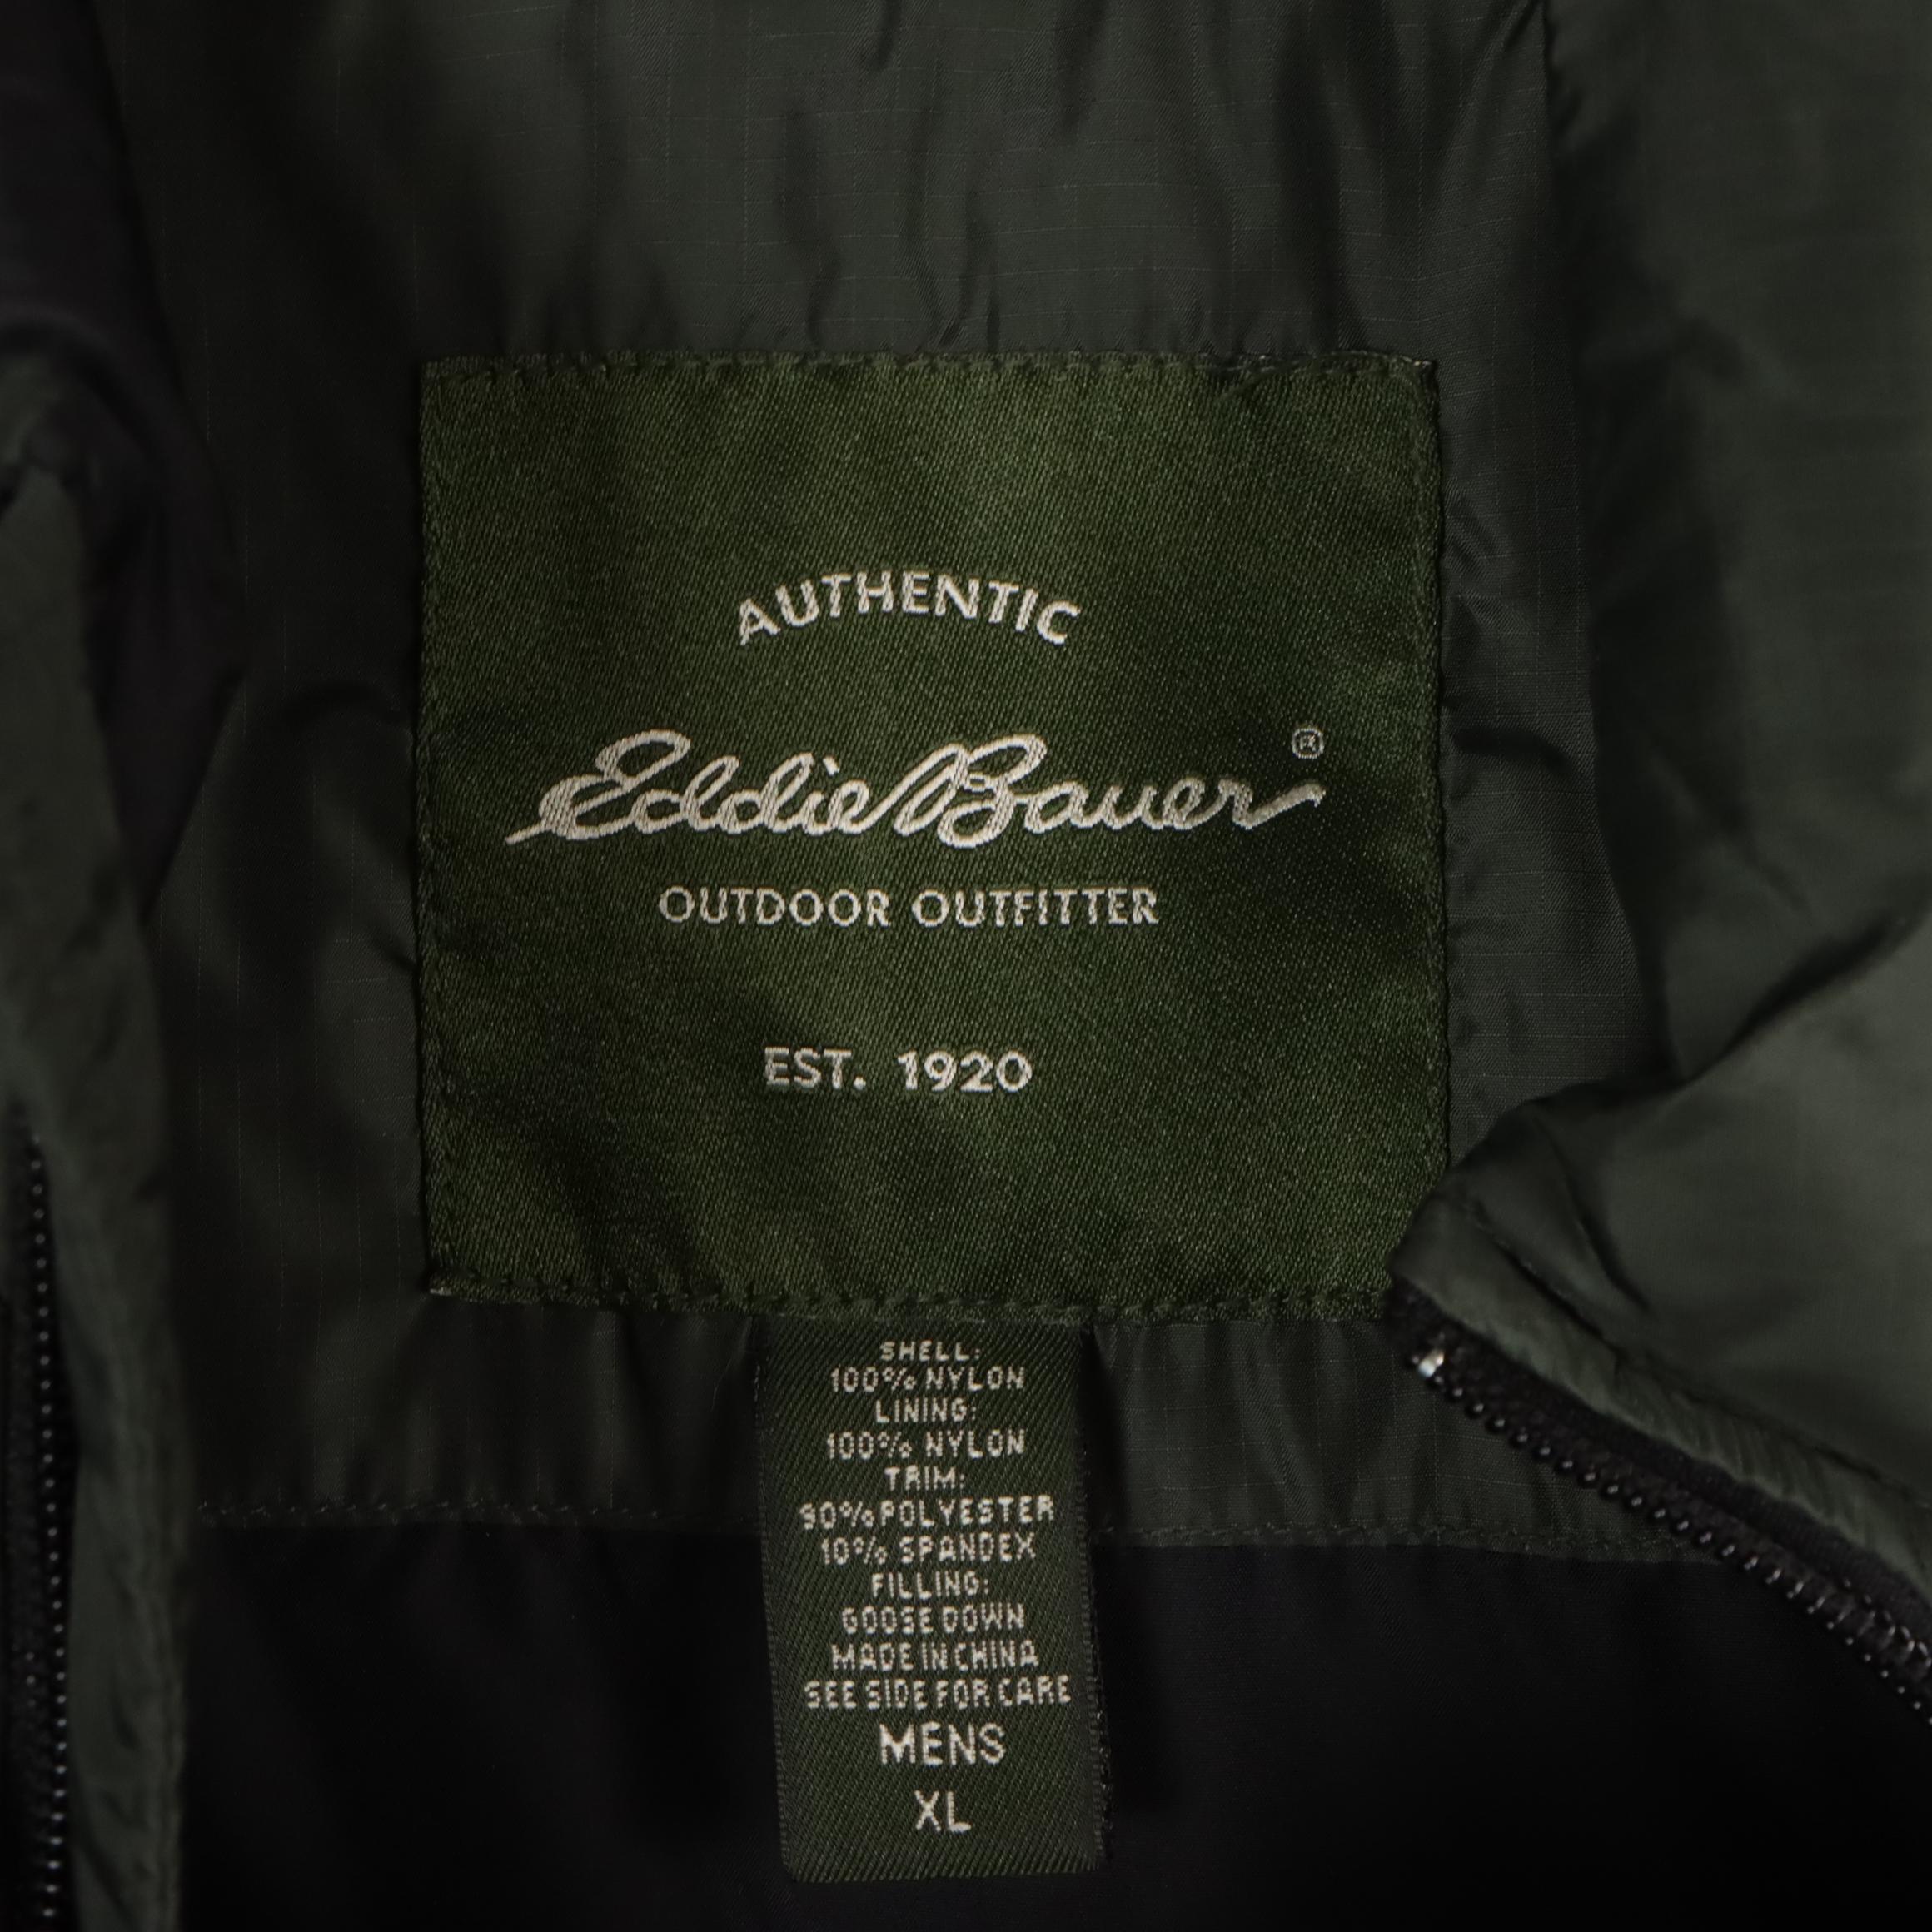 AUTHENTIC
Eddie Bauer®
OUTDOOR OUTFITTER
EST. 1920
SHELL:
100% NYLON
LINING:
100% NYLON
TRIM:
90% POLYESTER
10% SPANDEX
FILLING:
GOOSE DOWN
MADE IN CHINA
SEE SIDE FOR CARE
MENS
XL